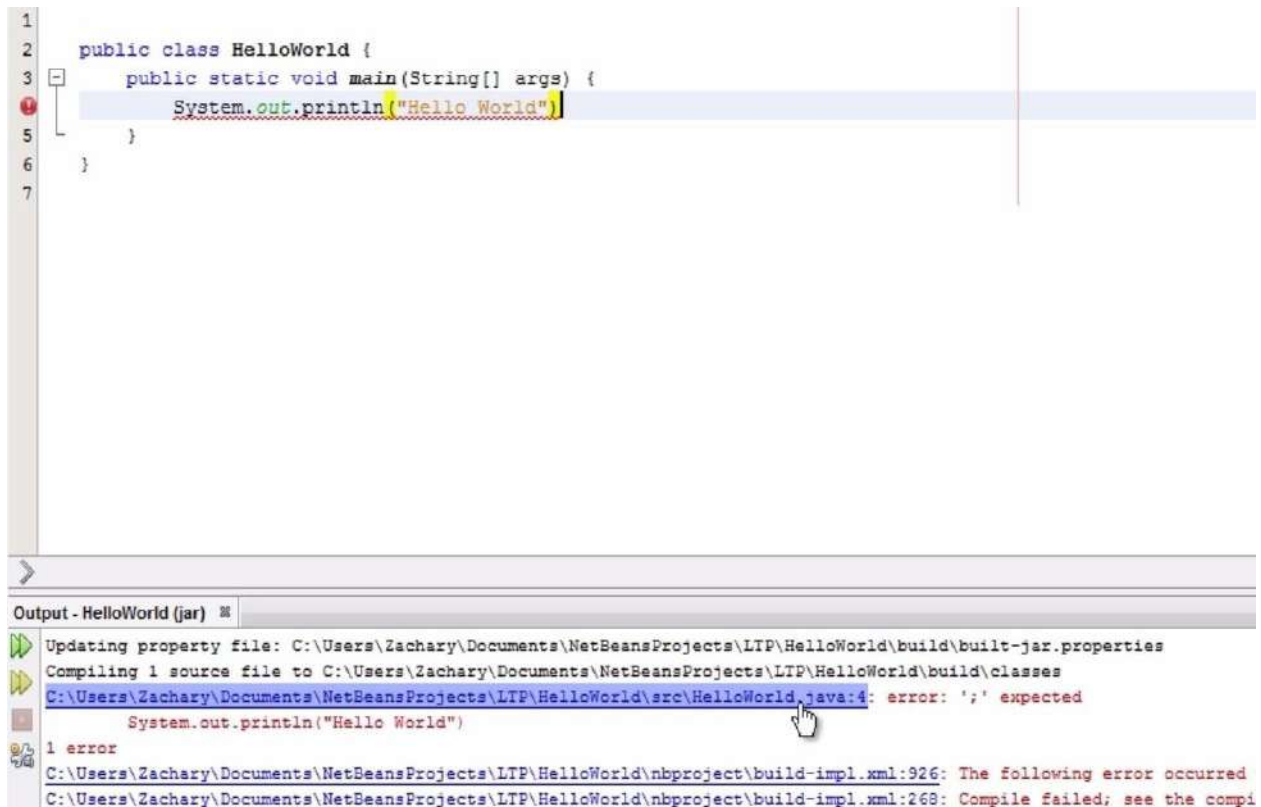 1
2 public class HelloWorld {
3 public static void main(String[] args) {
System.out.println("Hello World")
5 }
6 }
7
Output - HelloWorld (jar)
Updating property file: C:\Users\Zachary\Documents\NetBeansProjects\LTP\HelloWorld\build\built-jar.properties
Compiling 1 source file to C:\Users\Zachary\Documents\NetBeansProjects\LTP\HelloWorld\build\classes
C:\Users\Zachary\Documents\NetBeansProjects\LTP\HelloWorld\src\HelloWorld.java:4: error: ';' expected
System.out.println("Hello World")
1 error
C:\Users\Zachary\Documents\NetBeansProjects\LTP\HelloWorld\nbproject\build-impl.xml:926: The following error occurred
C:\Users\Zachary\Documents\NetBeansProjects\LTP\HelloWorld\nbproject\build-impl.xml:268: Compile failed; see the compi